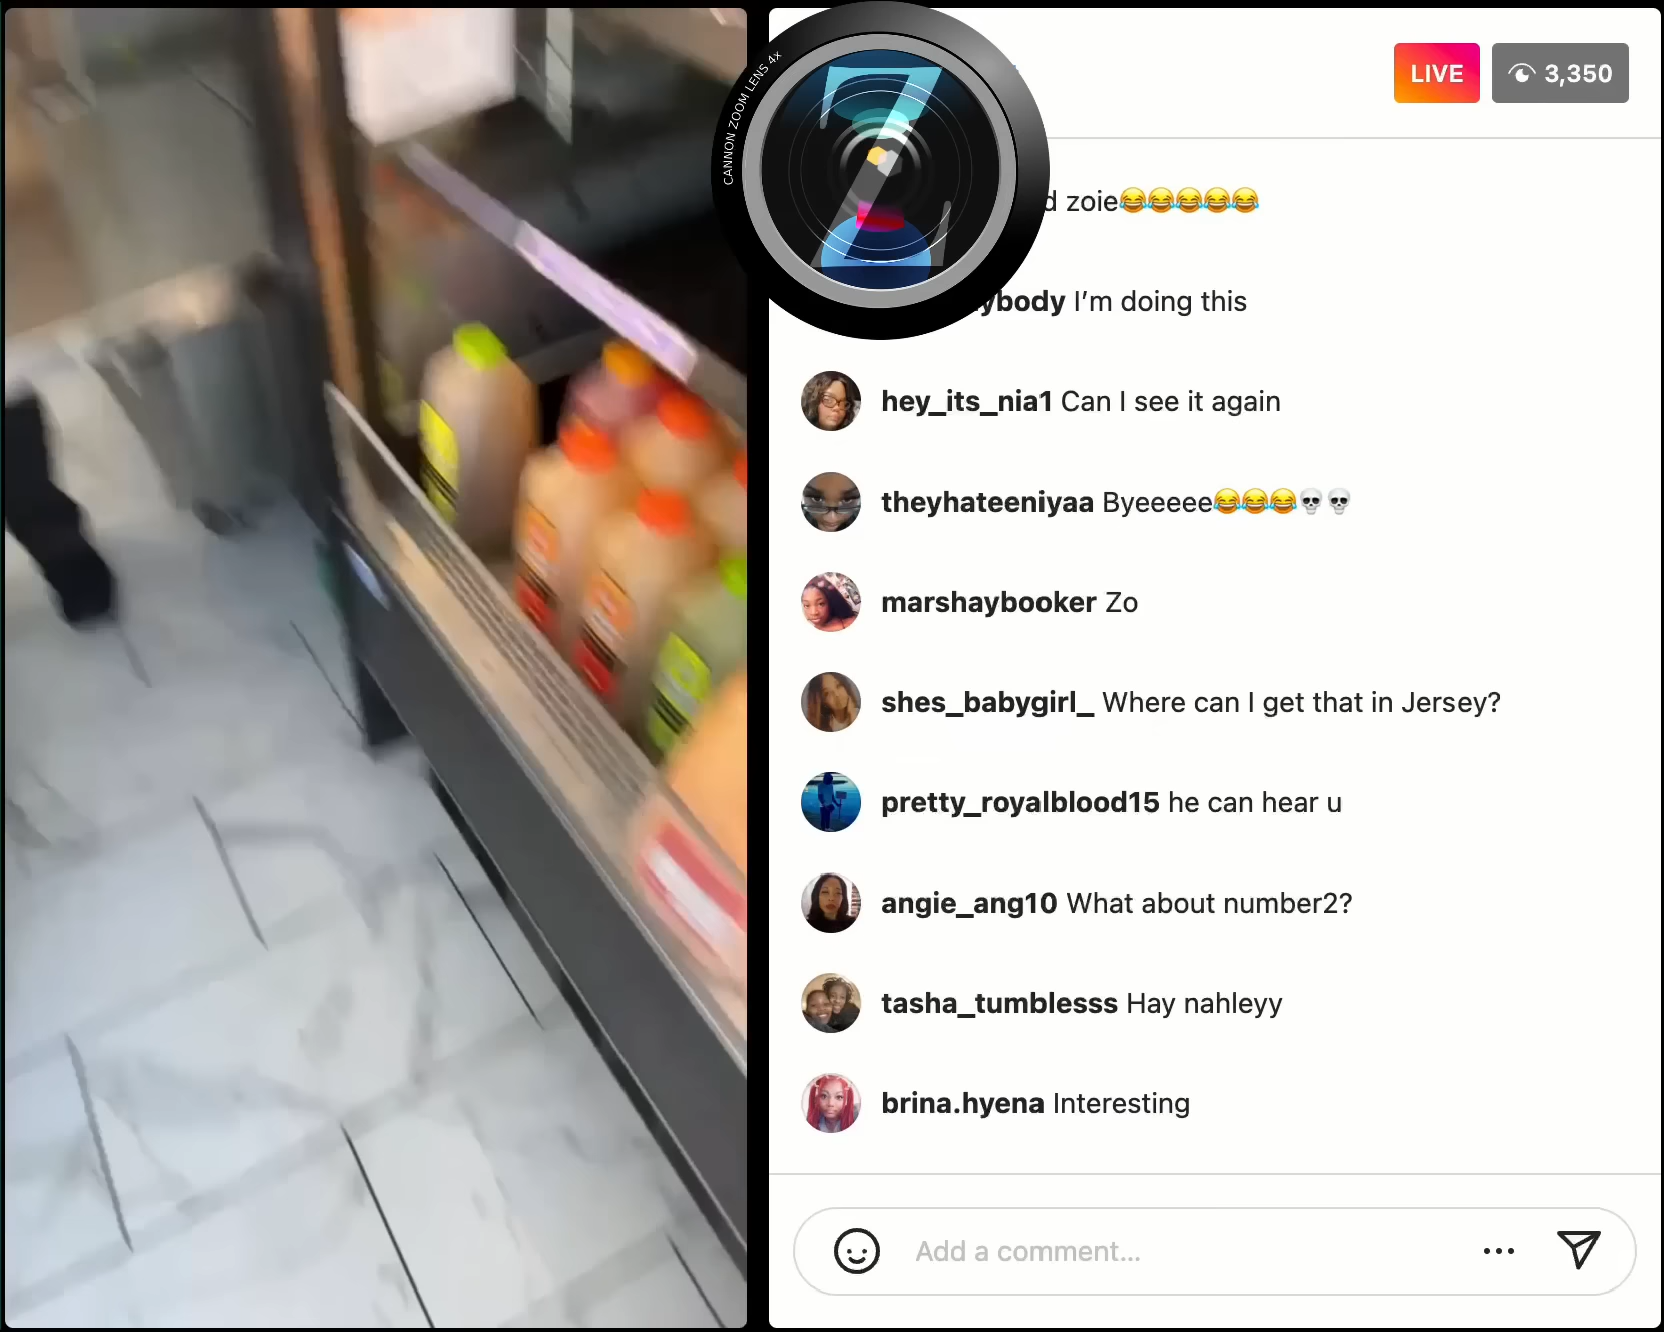 CANNON ZOOM LENS 4x
Z
LIVE
3,350
d zoie😂😂😂😂😂
ybody I’m doing this
hey_its_nia1 Can I see it again
theyhateeniyaa Byeeeee😂😂😂💀💀
marshaybooker Zo
shes_babygirl_ Where can I get that in Jersey?
pretty_royalblood15 he can hear u
angie_ang10 What about number2?
tasha_tumblesss Hay nahleyy
brina.hyena Interesting
Add a comment...